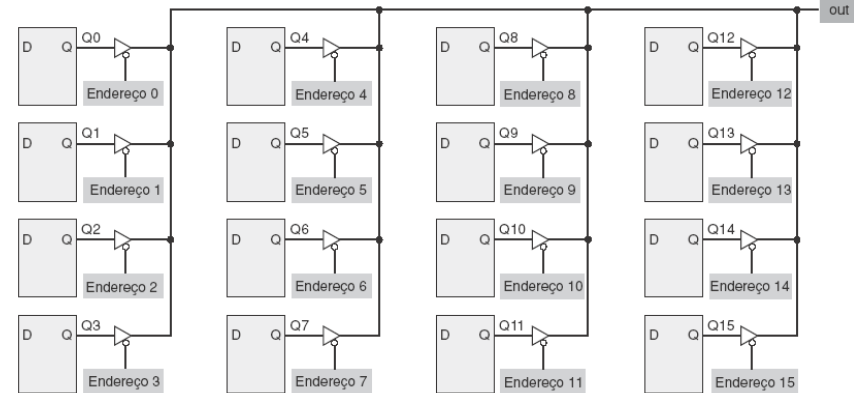 out
D Q Q0 D Q Q4 D Q Q8 D Q Q12
Endereço 0 Endereço 4 Endereço 8 Endereço 12
D Q Q1 D Q Q5 D Q Q9 D Q Q13
Endereço 1 Endereço 5 Endereço 9 Endereço 13
D Q Q2 D Q Q6 D Q Q10 D Q Q14
Endereço 2 Endereço 6 Endereço 10 Endereço 14
D Q Q3 D Q Q7 D Q Q11 D Q Q15
Endereço 3 Endereço 7 Endereço 11 Endereço 15